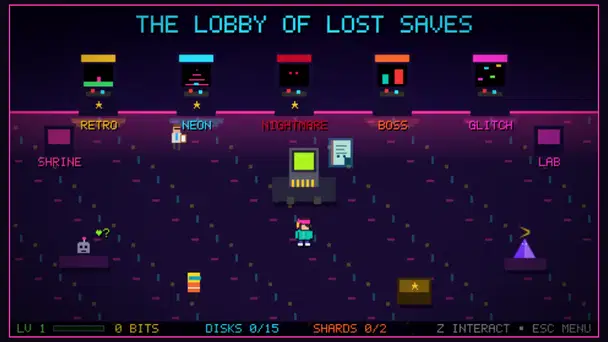 THE LOBBY OF LOST SAVES
RETRO
NEON
NIGHTMARE
BOSS
GLITCH
SHRINE
LAB
♥?
LV 1
0 BITS
DISKS 0/15
SHARDS 0/2
Z INTERACT • ESC MENU